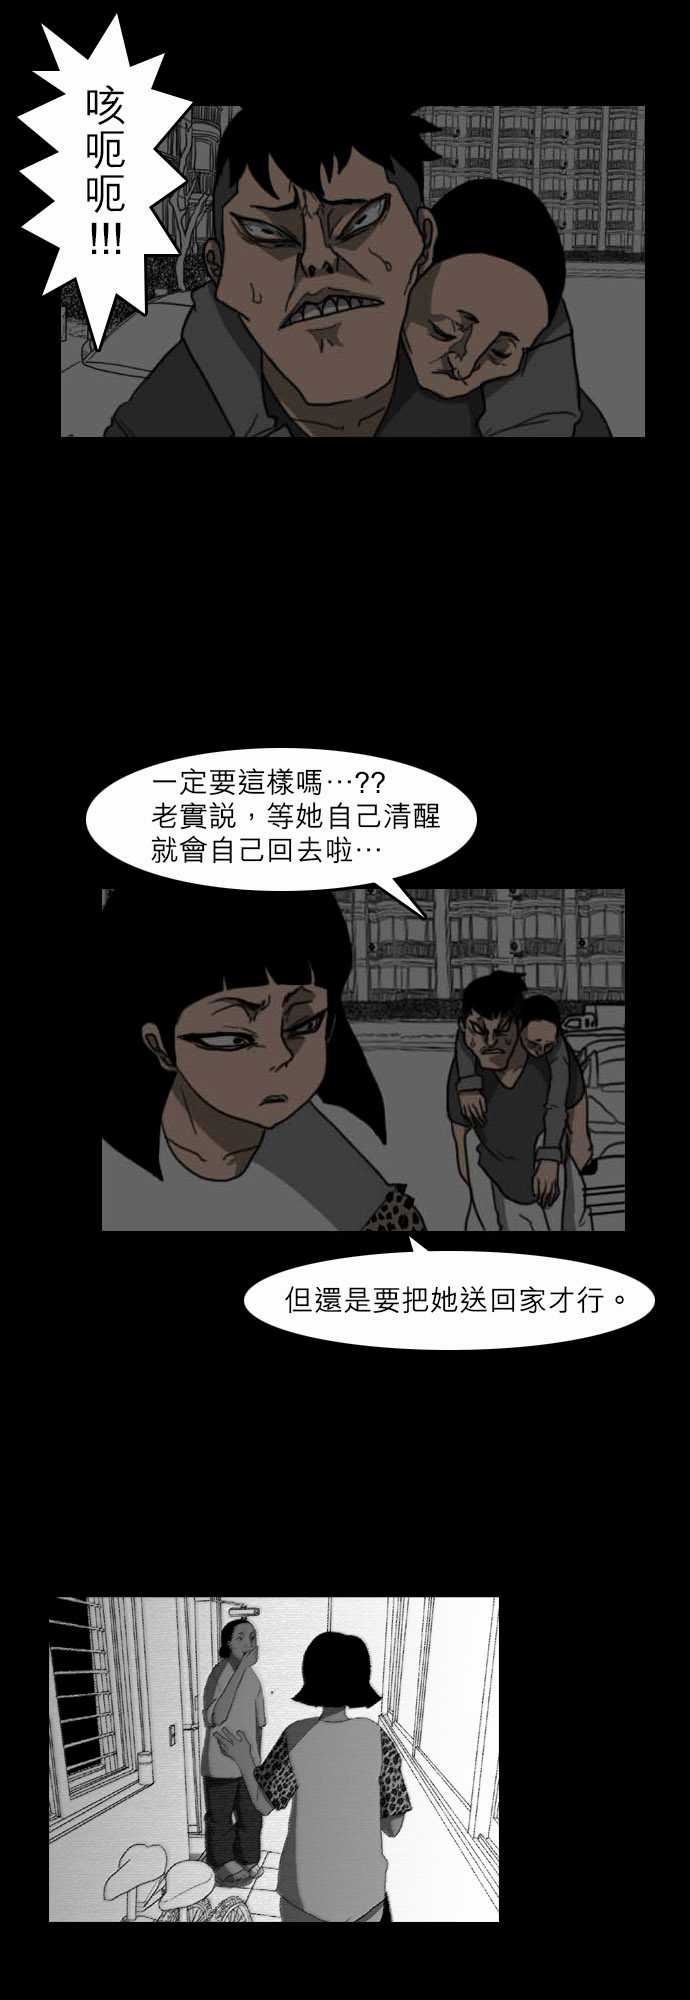 咳呃呃!!!
一定要這樣嗎…??
老實説，等她自己清醒
就會自己回去啦…
但還是要把她送回家才行。